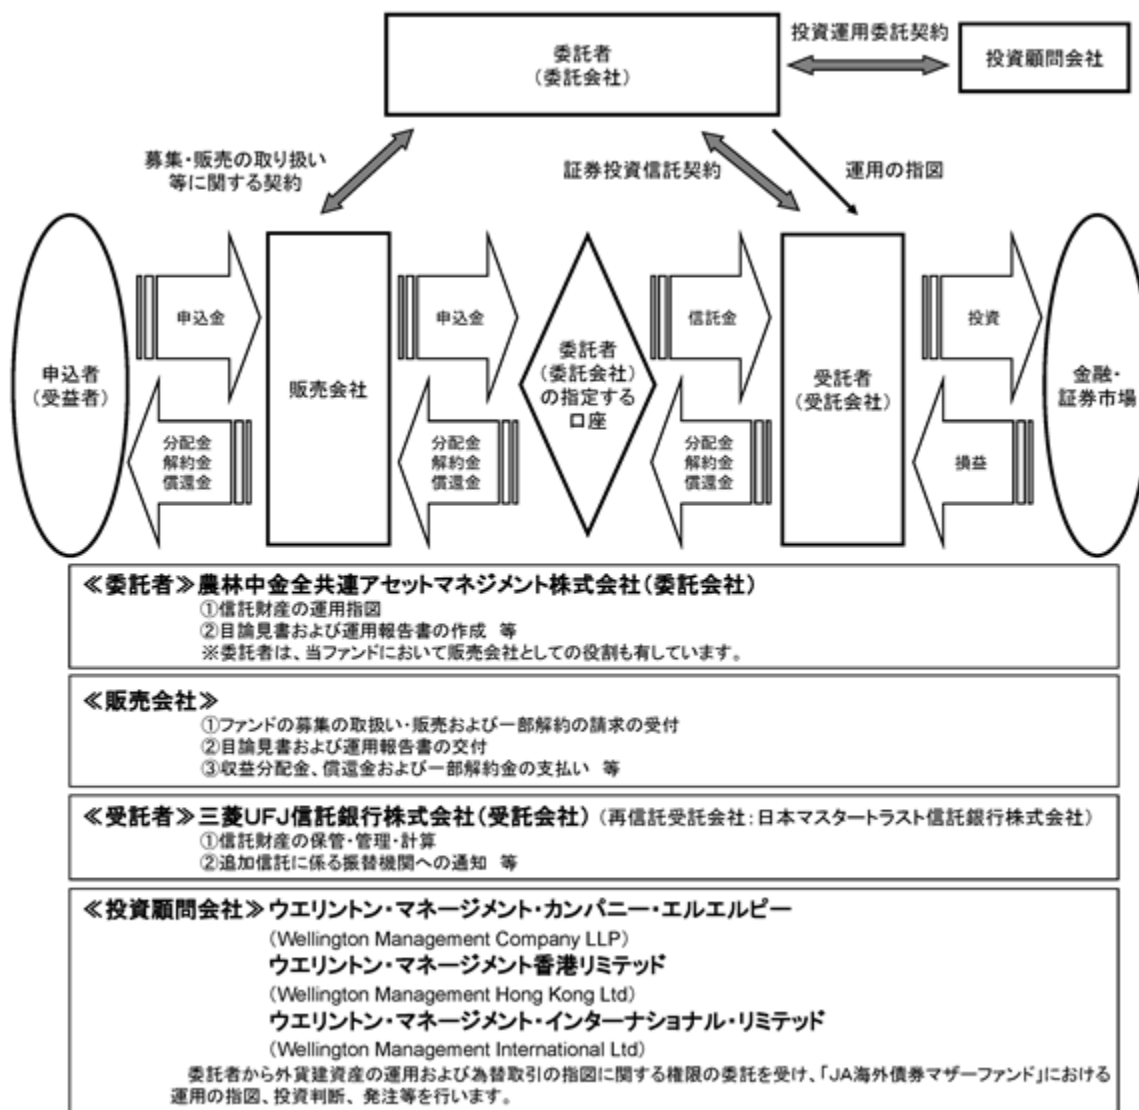 委託者
(委託会社)
投資運用委託契約
投資顧問会社
募集・販売の取り扱い
等に関する契約
証券投資信託契約
運用の指図
申込者
(受益者)
申込金
分配金
解約金
償還金
販売会社
申込金
分配金
解約金
償還金
委託者
(委託会社)
の指定する
口座
信託金
分配金
解約金
償還金
受託者
(受託会社)
投資
損益
金融・
証券市場
≪委託者≫農林中金全共連アセットマネジメント株式会社(委託会社)
①信託財産の運用指図
②目論見書および運用報告書の作成 等
※委託者は、当ファンドにおいて販売会社としての役割も有しています。
≪販売会社≫
①ファンドの募集の取扱い・販売および一部解約の請求の受付
②目論見書および運用報告書の交付
③収益分配金、償還金および一部解約金の支払い 等
≪受託者≫三菱UFJ信託銀行株式会社(受託会社) (再信託受託会社:日本マスタートラスト信託銀行株式会社)
①信託財産の保管・管理・計算
②追加信託に係る振替機関への通知 等
≪投資顧問会社≫ウエリントン・マネージメント・カンパニー・エルエルピー
(Wellington Management Company LLP)
ウエリントン・マネージメント香港リミテッド
(Wellington Management Hong Kong Ltd)
ウエリントン・マネージメント・インターナショナル・リミテッド
(Wellington Management International Ltd)
委託者から外貨建資産の運用および為替取引の指図に関する権限の委託を受け、「JA海外債券マザーファンド」における
運用の指図、投資判断、発注等を行います。